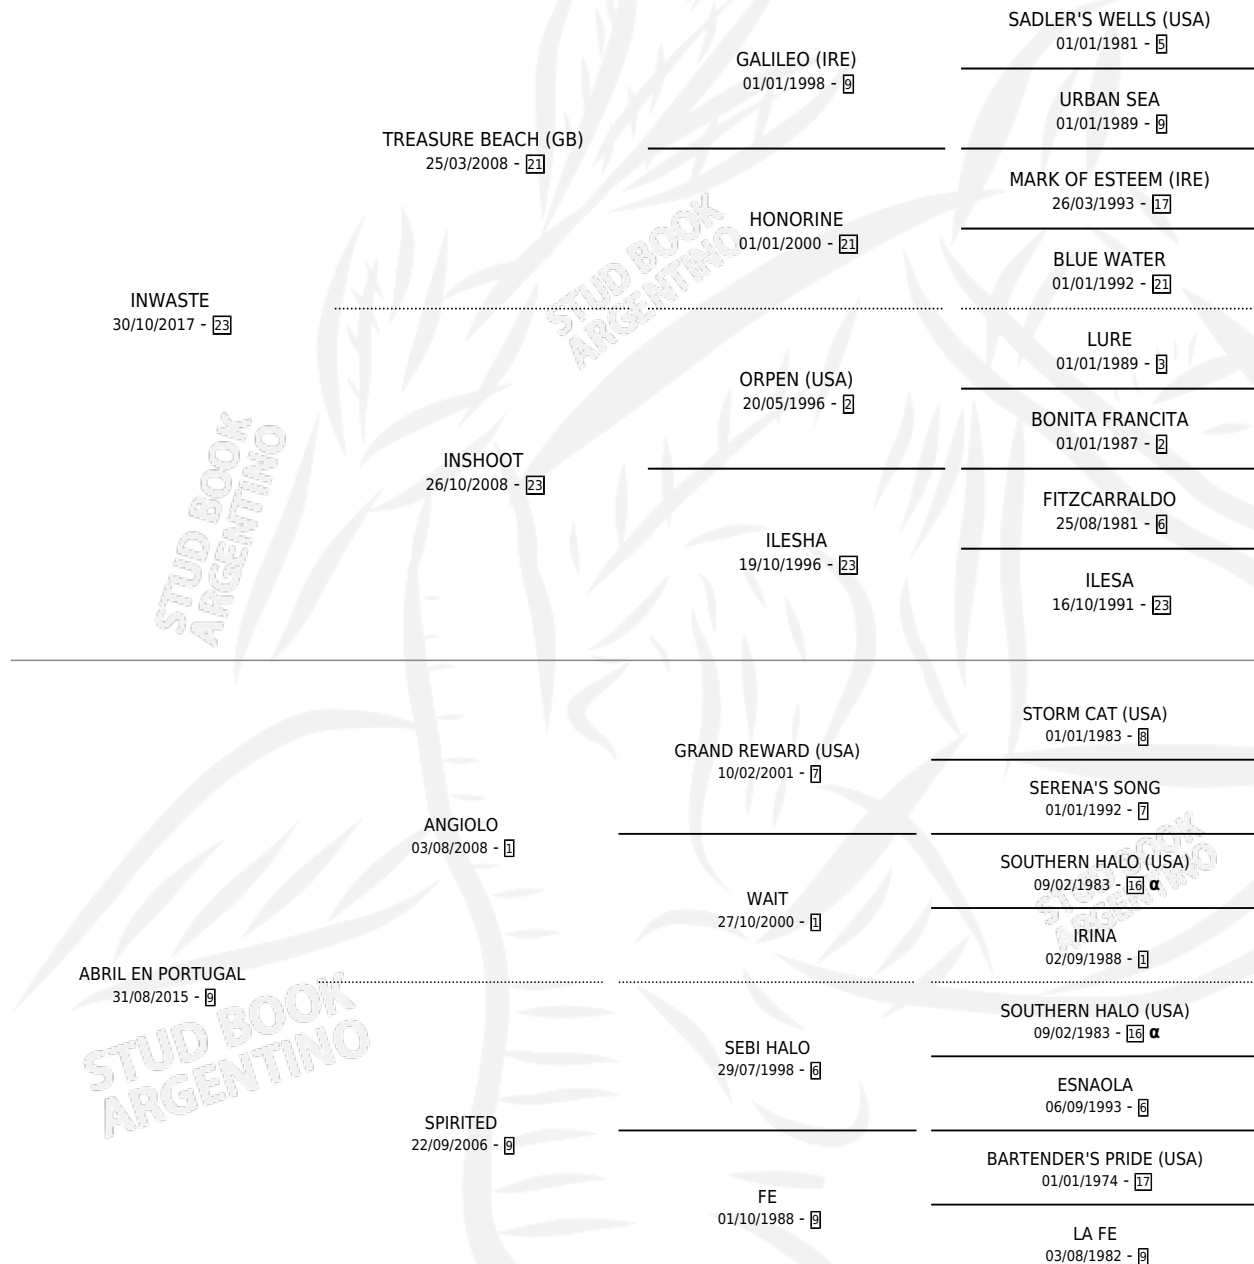 SADLER'S WELLS (USA)
01/01/1981 - 5
GALILEO (IRE)
01/01/1998 - 9
URBAN SEA
01/01/1989 - 9
TREASURE BEACH (GB)
25/03/2008 - 21
MARK OF ESTEEM (IRE)
26/03/1993 - 17
HONORINE
01/01/2000 - 21
BLUE WATER
01/01/1992 - 21
INWASTE
30/10/2017 - 23
LURE
01/01/1989 - 3
ORPEN (USA)
20/05/1996 - 2
BONITA FRANCITA
01/01/1987 - 2
INSHOOT
26/10/2008 - 23
FITZCARRALDO
25/08/1981 - 6
ILESHA
19/10/1996 - 23
ILESA
16/10/1991 - 23
STORM CAT (USA)
01/01/1983 - 8
GRAND REWARD (USA)
10/02/2001 - 7
SERENA'S SONG
01/01/1992 - 7
ANGIOLO
03/08/2008 - 1
SOUTHERN HALO (USA)
09/02/1983 - 16 α
WAIT
27/10/2000 - 1
IRINA
02/09/1988 - 1
ABRIL EN PORTUGAL
31/08/2015 - 9
SOUTHERN HALO (USA)
09/02/1983 - 16 α
SEBI HALO
29/07/1998 - 6
ESNAOLA
06/09/1993 - 6
SPIRITED
22/09/2006 - 9
BARTENDER'S PRIDE (USA)
01/01/1974 - 17
FE
01/10/1988 - 9
LA FE
03/08/1982 - 9
STUD BOOK
ARGENTINO
STUD BOOK
ARGENTINO
STUD BOOK
ARGENTINO
STUD BOOK
ARGENTINO